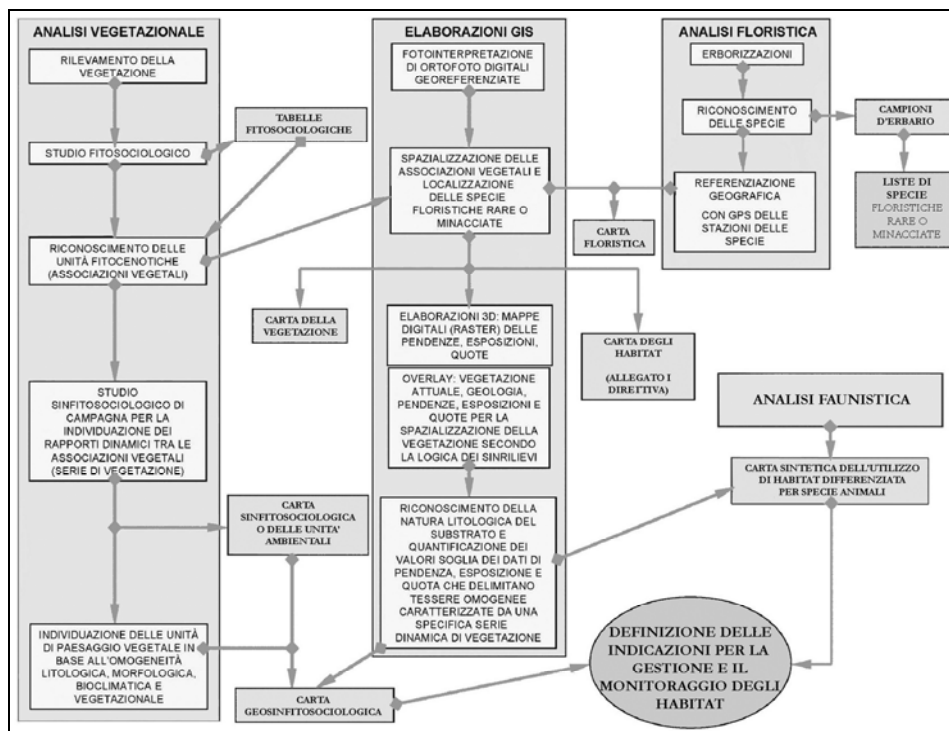 ANALISI VEGETAZIONALE
RILEVAMENTO DELLA
VEGETAZIONE
STUDIO FITOSOCIOLOGICO
TABELLE
FITOSOCIOLOGICHE
RICONOSCIMENTO DELLE
UNITÀ FITOCENOTICHE
(ASSOCIAZIONI VEGETALI)
STUDIO
SINFITOSOCIOLOGICO DI
CAMPAGNA PER LA
INDIVIDUAZIONE DEI
RAPPORTI DINAMICI TRA LE
ASSOCIAZIONI VEGETALI
(SERIE DI VEGETAZIONE)
CARTA
SINFITOSOCIOLOGICA
O DELLE UNITA'
AMBIENTALI
INDIVIDUAZIONE DELLE UNITÀ
DI PAESAGGIO VEGETALE IN
BASE ALL'OMOGENEITÀ
LITOLOGICA, MORFOLOGICA,
BIOCLIMATICA E
VEGETAZIONALE
ELABORAZIONI GIS
FOTOINTERPRETAZIONE
DI ORTOFOTO DIGITALI
GEOREFERENZIATE
SPAZIALIZZAZIONE DELLE
ASSOCIAZIONI VEGETALI E
LOCALIZZAZIONE
DELLE SPECIE
FLORISTICHE RARE O
MINACCIATE
CARTA DELLA
VEGETAZIONE
ELABORAZIONI 3D: MAPPE
DIGITALI (RASTER) DELLE
PENDENZE, ESPOSIZIONI,
QUOTE
OVERLAY: VEGETAZIONE
ATTUALE, GEOLOGIA,
PENDENZE, ESPOSIZIONI E
QUOTE PER LA
SPAZIALIZZAZIONE DELLA
VEGETAZIONE SECONDO
LA LOGICA DEI SINRILIEVI
RICONOSCIMENTO DELLA
NATURA LITOLOGICA DEL
SUBSTRATO E
QUANTIFICAZIONE DEI
VALORI SOGLIA DEI DATI DI
PENDENZA, ESPOSIZIONE E
QUOTA CHE DELIMITANO
TESSERE OMOGENEE
CARATTERIZZATE DA UNA
SPECIFICA SERIE
DINAMICA DI VEGETAZIONE
CARTA
GEOSINFITOSOCIOLOGICA
ANALISI FLORISTICA
ERBORIZZAZIONI
RICONOSCIMENTO
DELLE SPECIE
REFERENZIAZIONE
GEOGRAFICA
CON GPS DELLE
STAZIONI DELLE
SPECIE
CARTA
FLORISTICA
CAMPIONI
D'ERBARIO
LISTE DI
SPECIE
FLORISTICHE
RARE O
MINACCIATE
CARTA DEGLI
HABITAT
(ALLEGATO I
DIRETTIVA)
ANALISI FAUNISTICA
CARTA SINTETICA DELL'UTILIZZO
DI HABITAT DIFFERENZIATA
PER SPECIE ANIMALI
DEFINIZIONE DELLE
INDICAZIONI PER LA
GESTIONE E IL
MONITORAGGIO DEGLI
HABITAT